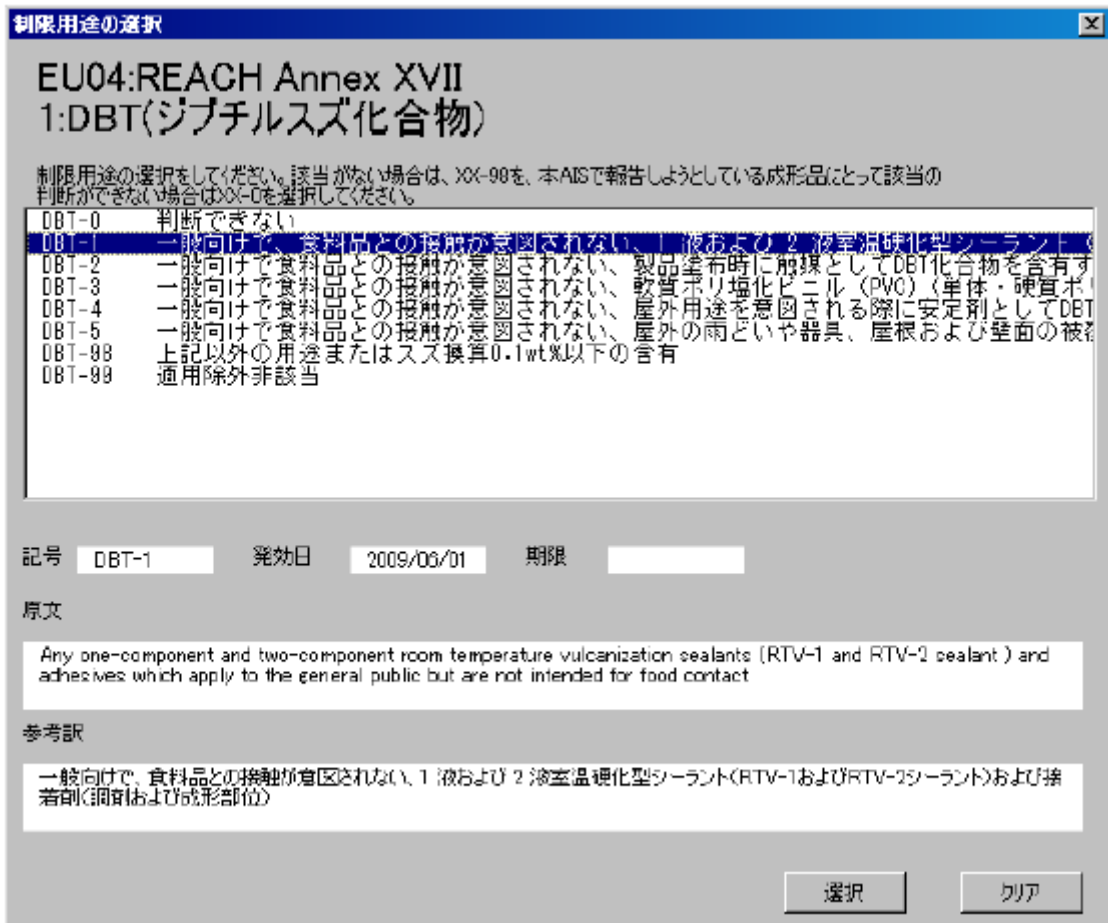 制限用途の選択
EU04:REACH Annex XVII
1:DBT(ジブチルスズ化合物)
制限用途の選択をしてください。該当がない場合は、XX-98を、本AISで報告しようとしている成形品にとって該当の
判断ができない場合はXX-0を選択してください。
DBT-0 判断できない
DBT-1 一般向けで、食料品との接触が意図されない、1 液および 2 液室温硬化型シーラント (
DBT-2 一般向けで食料品との接触が意図されない、製品塗布時に触媒としてDBT化合物を含有す
DBT-3 一般向けで食料品との接触が意図されない、軟質ポリ塩化ビニル (PVC) (単体・硬質ポリ
DBT-4 一般向けで食料品との接触が意図されない、屋外用途を意図される際に安定剤としてDBT
DBT-5 一般向けで食料品との接触が意図されない、屋外の雨どいや器具、屋根および壁面の被覆
DBT-98 上記以外の用途またはスズ換算0.1wt%以下の含有
DBT-99 適用除外非該当
記号 DBT-1 発効日 2009/06/01 期限
原文
Any one-component and two-component room temperature vulcanization sealants (RTV-1 and RTV-2 sealant ) and
adhesives which apply to the general public but are not intended for food contact
参考訳
一般向けで、食料品との接触が意図されない、1 液および 2 液室温硬化型シーラント(RTV-1およびRTV-2シーラント)および接
着剤(調剤および成形部位)
選択 クリア